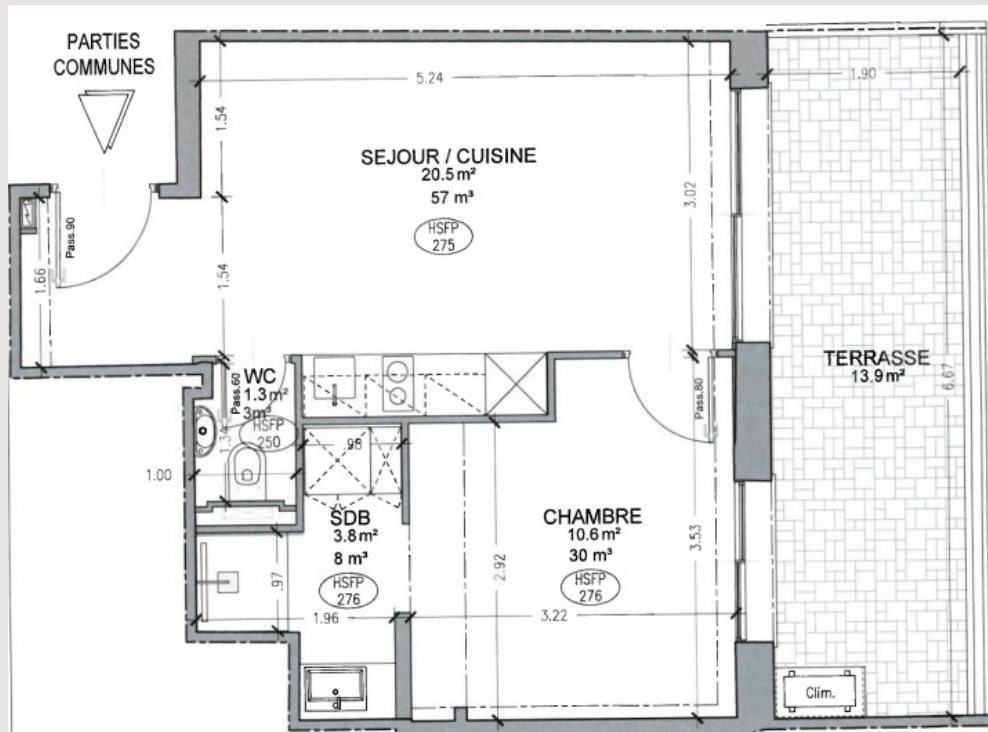 PARTIES
COMMUNES
5.24
1.90
1.54
SEJOUR / CUISINE
20.5 m²
57 m³
HSFP
275
3.02
Pass.90
1.66
1.54
TERRASSE
13.9 m²
6.67
WC
1.3 m²
3 m³
HSFP
250
Pass.60
1.34
1.00
.98
Pass.80
SDB
3.8 m²
8 m³
HSFP
276
.97
1.96
CHAMBRE
10.6 m²
30 m³
HSFP
276
2.92
3.53
3.22
Clim.